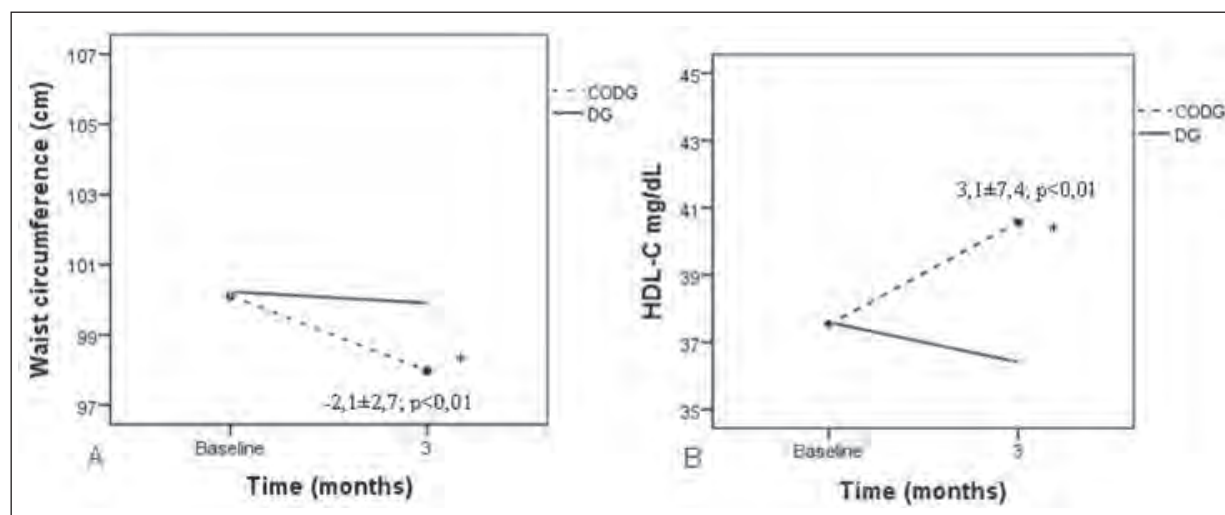 107
105
103
101
99
97
Waist circumference (cm)
CODG
DG
-2,1±2,7; p<0,01
*
Baseline
3
A
Time (months)
45
43
41
39
37
35
HDL-C mg/dL
CODG
DG
3,1±7,4; p<0,01
*
Baseline
3
B
Time (months)